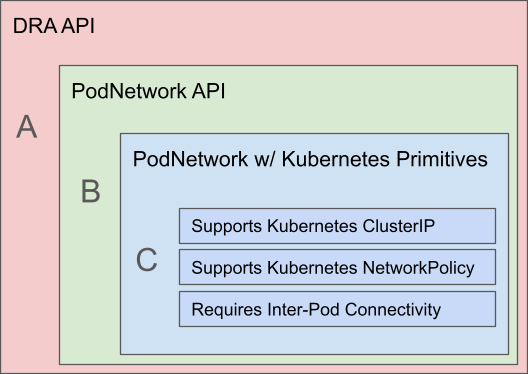 DRA API
PodNetwork API
A
PodNetwork w/ Kubernetes Primitives
B
Supports Kubernetes ClusterIP
C
Supports Kubernetes NetworkPolicy
Requires Inter-Pod Connectivity